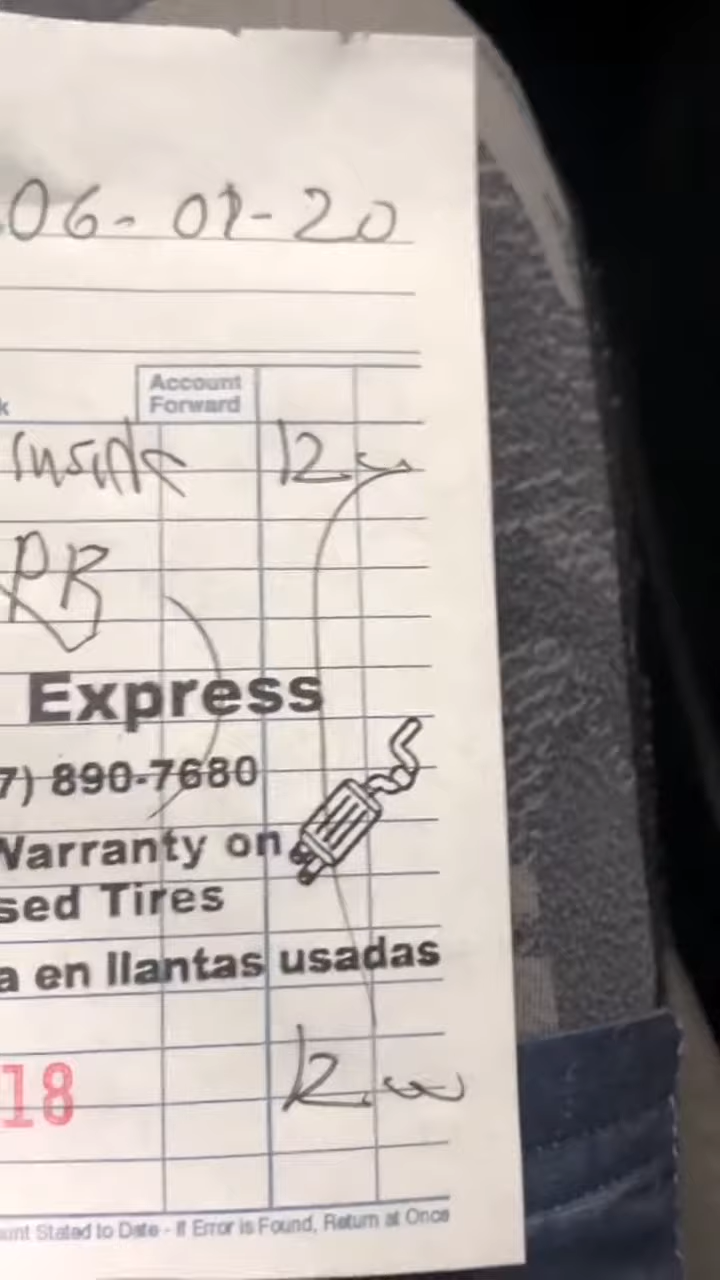 06-01-20
Account
Forward
k
Inside 12
RB
Express
7) 890-7680
Warranty on
sed Tires
a en llantas usadas
18 12
unt Stated to Date - If Error is Found, Return at Once